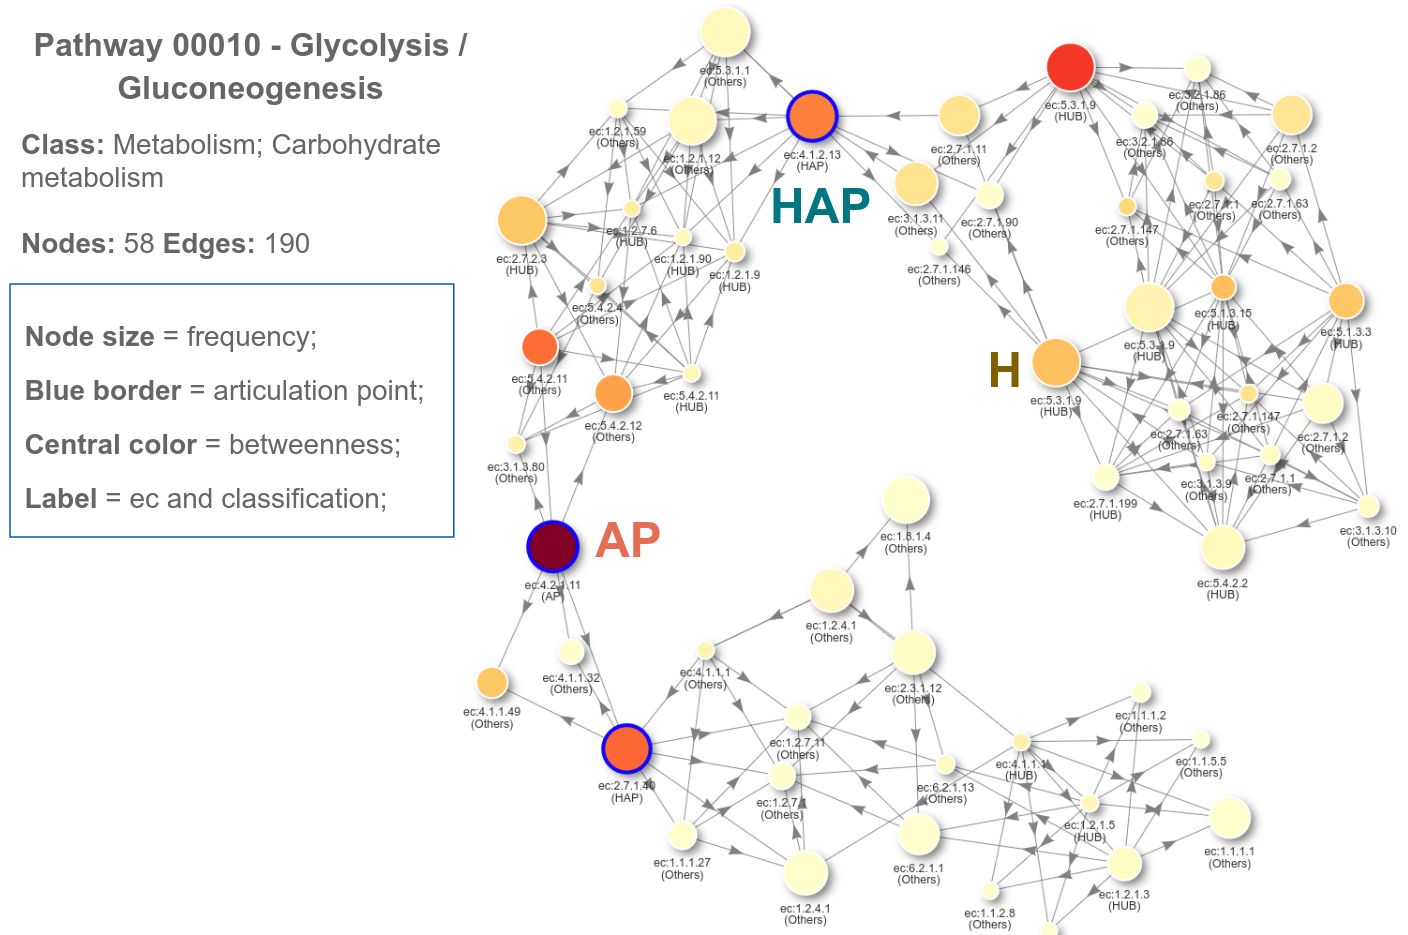 Pathway 00010 - Glycolysis /
Gluconeogenesis
Class: Metabolism; Carbohydrate
metabolism
Nodes: 58 Edges: 190
Node size = frequency;
Blue border = articulation point;
Central color = betweenness;
Label = ec and classification;
ec:5.3.1.1
(Others)
ec:1.2.1.59
(Others)
ec:1.2.1.12
(Others)
ec:4.1.2.13
(HAP)
HAP
ec:2.7.1.11
(Others)
ec:3.1.3.11
(Others)
ec:2.7.1.90
(Others)
ec:2.7.1.146
(Others)
ec:5.3.1.9
(HUB)
ec:3.2.1.86
(Others)
ec:3.2.1.86
(Others)
ec:2.7.1.2
(Others)
ec:2.7.1.1
(Others)
ec:2.7.1.63
(Others)
ec:2.7.1.147
(Others)
ec:1.2.7.6
(HUB)
ec:2.7.2.3
(HUB)
ec:1.2.1.90
(HUB)
ec:1.2.1.9
(HUB)
ec:5.4.2.4
(Others)
ec:5.1.3.15
(HUB)
ec:5.3.1.9
(HUB)
ec:5.1.3.3
(HUB)
H
ec:5.3.1.9
(HUB)
ec:5.4.2.11
(Others)
ec:5.4.2.11
(HUB)
ec:5.4.2.12
(Others)
ec:2.7.1.147
(Others)
ec:2.7.1.63
(Others)
ec:2.7.1.2
(Others)
ec:3.1.3.80
(Others)
ec:3.1.3.9
(Others)
ec:2.7.1.1
(Others)
ec:2.7.1.199
(HUB)
ec:3.1.3.10
(Others)
ec:5.4.2.2
(HUB)
AP
ec:4.2.1.11
(AP)
ec:1.8.1.4
(Others)
ec:1.2.4.1
(Others)
ec:4.1.1.32
(Others)
ec:4.1.1.49
(Others)
ec:4.1.1.1
(Others)
ec:2.3.1.12
(Others)
ec:1.2.7.11
(Others)
ec:2.7.1.40
(HAP)
ec:1.2.7.1
(Others)
ec:6.2.1.13
(Others)
ec:4.1.1.1
(HUB)
ec:1.1.1.2
(Others)
ec:1.1.5.5
(Others)
ec:1.2.1.5
(HUB)
ec:1.1.1.1
(Others)
ec:1.1.1.27
(Others)
ec:6.2.1.1
(Others)
ec:1.2.1.3
(HUB)
ec:1.2.4.1
(Others)
ec:1.1.2.8
(Others)